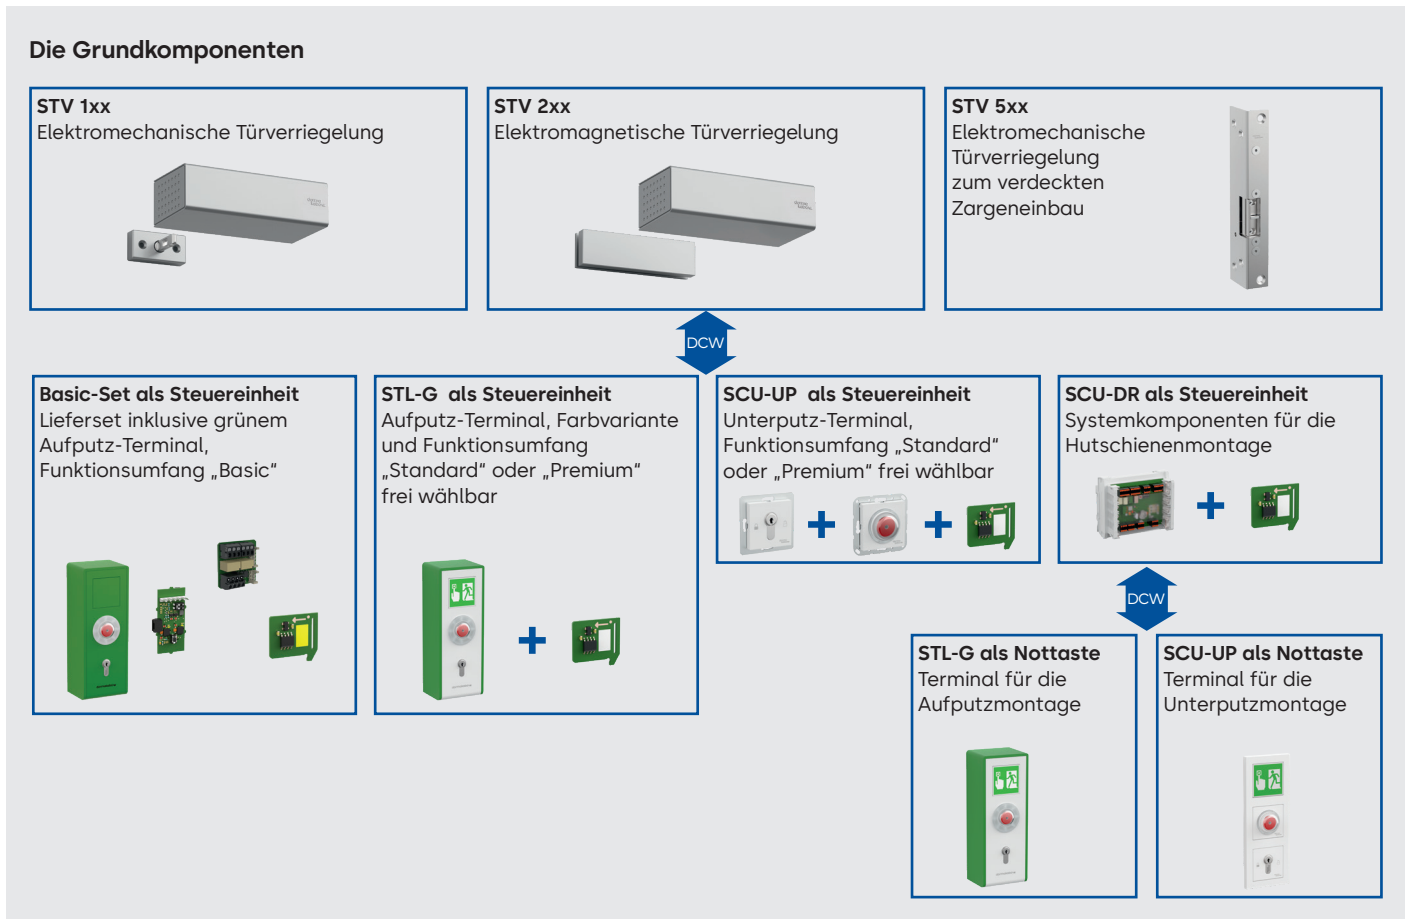 Die Grundkomponenten
STV 1xx
Elektromechanische Türverriegelung
STV 2xx
Elektromagnetische Türverriegelung
STV 5xx
Elektromechanische
Türverriegelung
zum verdeckten
Zargeneinbau
DCW
Basic-Set als Steuereinheit
Lieferset inklusive grünem
Aufputz-Terminal,
Funktionsumfang „Basic“
STL-G als Steuereinheit
Aufputz-Terminal, Farbvariante
und Funktionsumfang
„Standard“ oder „Premium“
frei wählbar
SCU-UP als Steuereinheit
Unterputz-Terminal,
Funktionsumfang „Standard“
oder „Premium“ frei wählbar
SCU-DR als Steuereinheit
Systemkomponenten für die
Hutschienenmontage
DCW
STL-G als Nottaste
Terminal für die
Aufputzmontage
SCU-UP als Nottaste
Terminal für die
Unterputzmontage